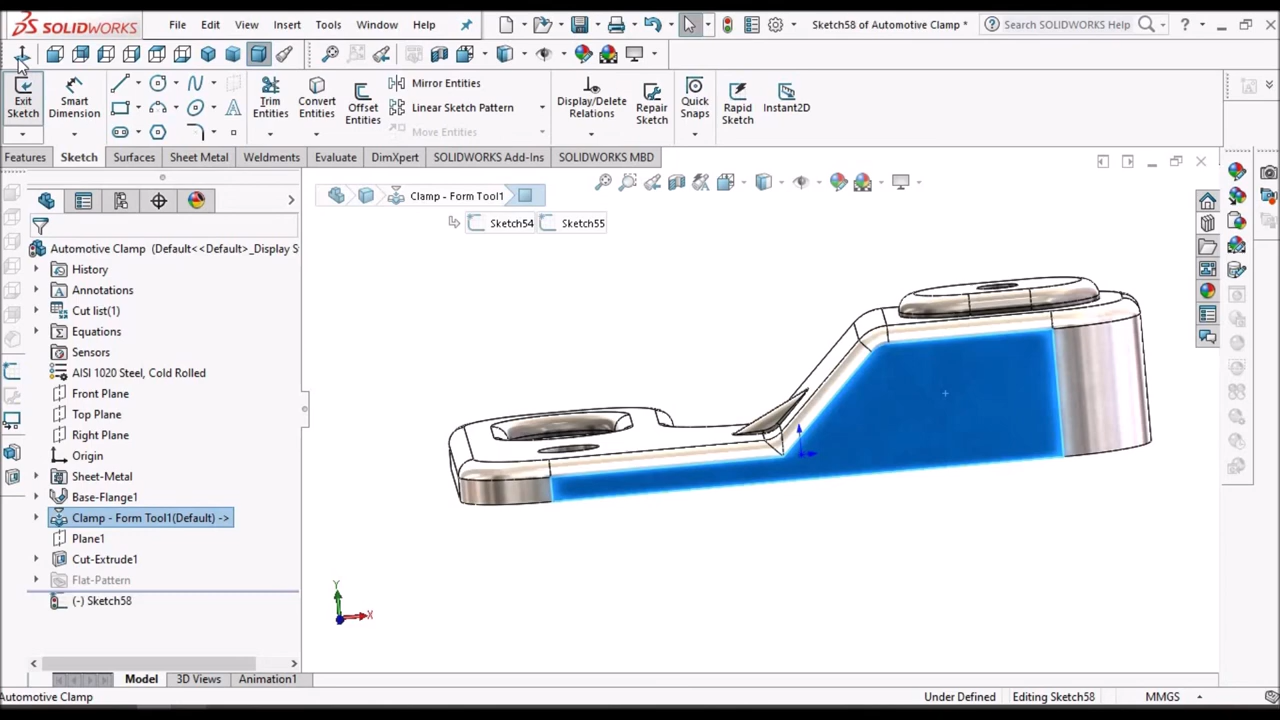 SOLIDWORKS File Edit View Insert Tools Window Help Sketch58 of Automotive Clamp * Search SOLIDWORKS Help ?
Exit Sketch
Smart Dimension
Trim Entities
Convert Entities
Offset Entities
Mirror Entities
Linear Sketch Pattern
Move Entities
Display/Delete Relations
Repair Sketch
Quick Snaps
Rapid Sketch
Instant2D
Features Sketch Surfaces Sheet Metal Weldments Evaluate DimXpert SOLIDWORKS Add-Ins SOLIDWORKS MBD
Clamp - Form Tool1
Sketch54 Sketch55
Automotive Clamp (Default<<Default>_Display S
History
Annotations
Cut list(1)
Equations
Sensors
AISI 1020 Steel, Cold Rolled
Front Plane
Top Plane
Right Plane
Origin
Sheet-Metal
Base-Flange1
Clamp - Form Tool1(Default) ->
Plane1
Cut-Extrude1
Flat-Pattern
(-) Sketch58
Y
X
Model 3D Views Animation1
Automotive Clamp Under Defined Editing Sketch58 MMGS